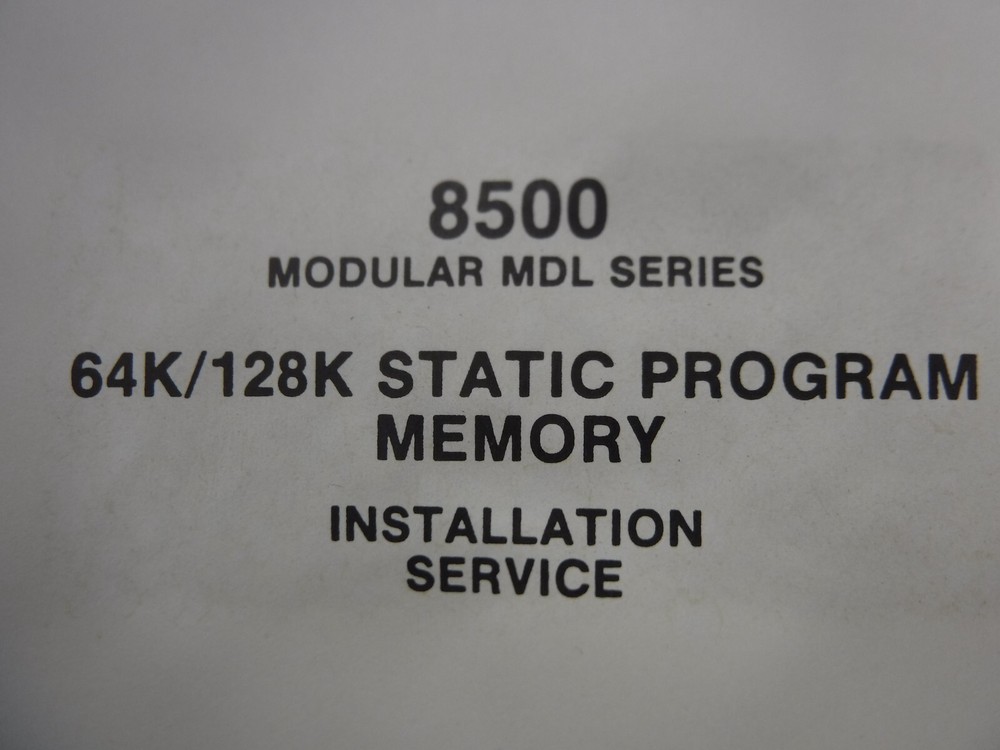 8500
MODULAR MDL SERIES
64K/128K STATIC PROGRAM
MEMORY
INSTALLATION
SERVICE